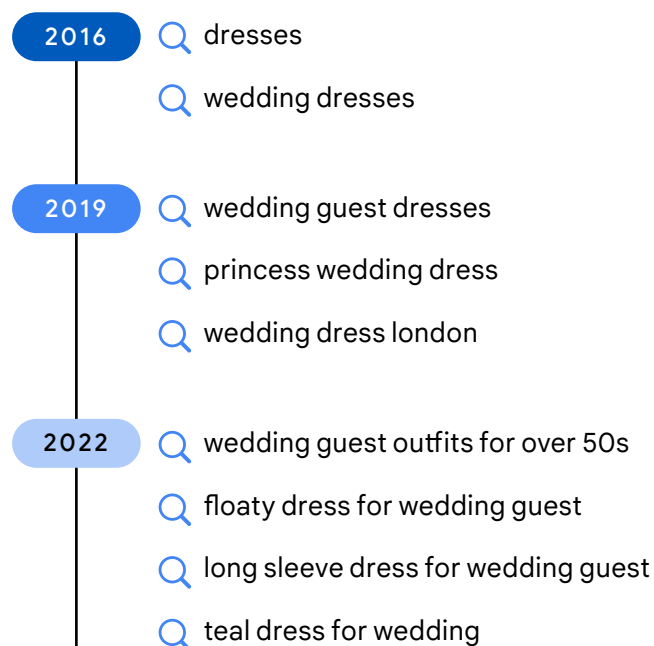 2016
dresses
wedding dresses
2019
wedding guest dresses
princess wedding dress
wedding dress london
2022
wedding guest outfits for over 50s
floaty dress for wedding guest
long sleeve dress for wedding guest
teal dress for wedding